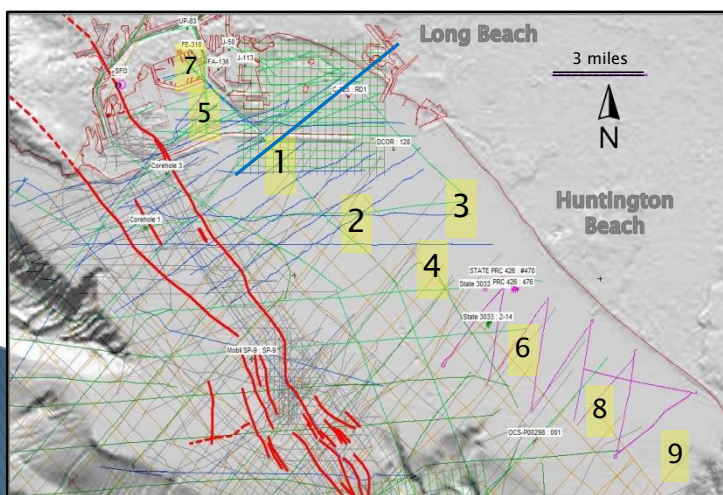 UP-83
Long Beach
FE-316
J-50
FA-136
J-113
3 miles
SFI3
7
N
5
DCOR : 128
Corehole 3
1
Huntington
Beach
2
3
Corehole 1
4
STATE PRC 426 : #470
State 3033
PRC 426 : 476
State 3033 : 2-14
6
Mobil SP-9 : SP-9
8
OCS-P00298 : 001
9